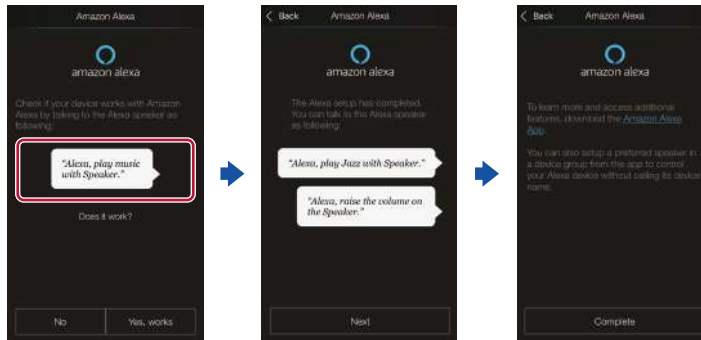 Amazon Alexa
amazon alexa
Check if your device works with Amazon
Alexa by talking to the Alexa speaker as
following:
"Alexa, play music
with Speaker."
Does it work?
No
Yes, works
Back
Amazon Alexa
amazon alexa
The Alexa setup has completed.
You can talk to the Alexa speaker
as following:
"Alexa, play Jazz with Speaker."
"Alexa, raise the volume on
the Speaker."
Next
Back
Amazon Alexa
amazon alexa
To learn more and access additional
features, download the Amazon Alexa
App.
You can also setup a preferred speaker in
a device group from the app to control
your Alexa device without calling its device
name.
Complete